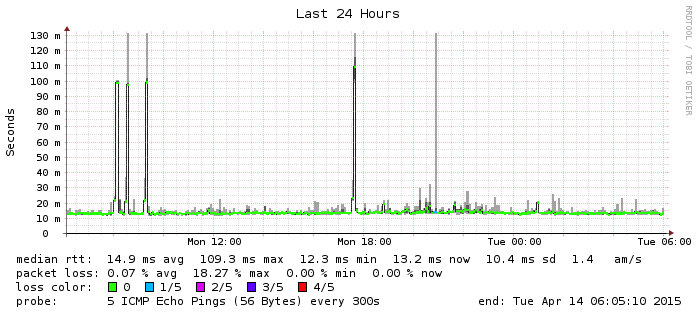 Last 24 Hours
RRDTOOL / TOBI OETIKER
Seconds
130 m
120 m
110 m
100 m
90 m
80 m
70 m
60 m
50 m
40 m
30 m
20 m
10 m
0
Mon 12:00 Mon 18:00 Tue 00:00 Tue 06:00
median rtt: 14.9 ms avg 109.3 ms max 12.3 ms min 13.2 ms now 10.4 ms sd 1.4 am/s
packet loss: 0.07 % avg 18.27 % max 0.00 % min 0.00 % now
loss color: 0 1/5 2/5 3/5 4/5
probe: 5 ICMP Echo Pings (56 Bytes) every 300s end: Tue Apr 14 06:05:10 2015